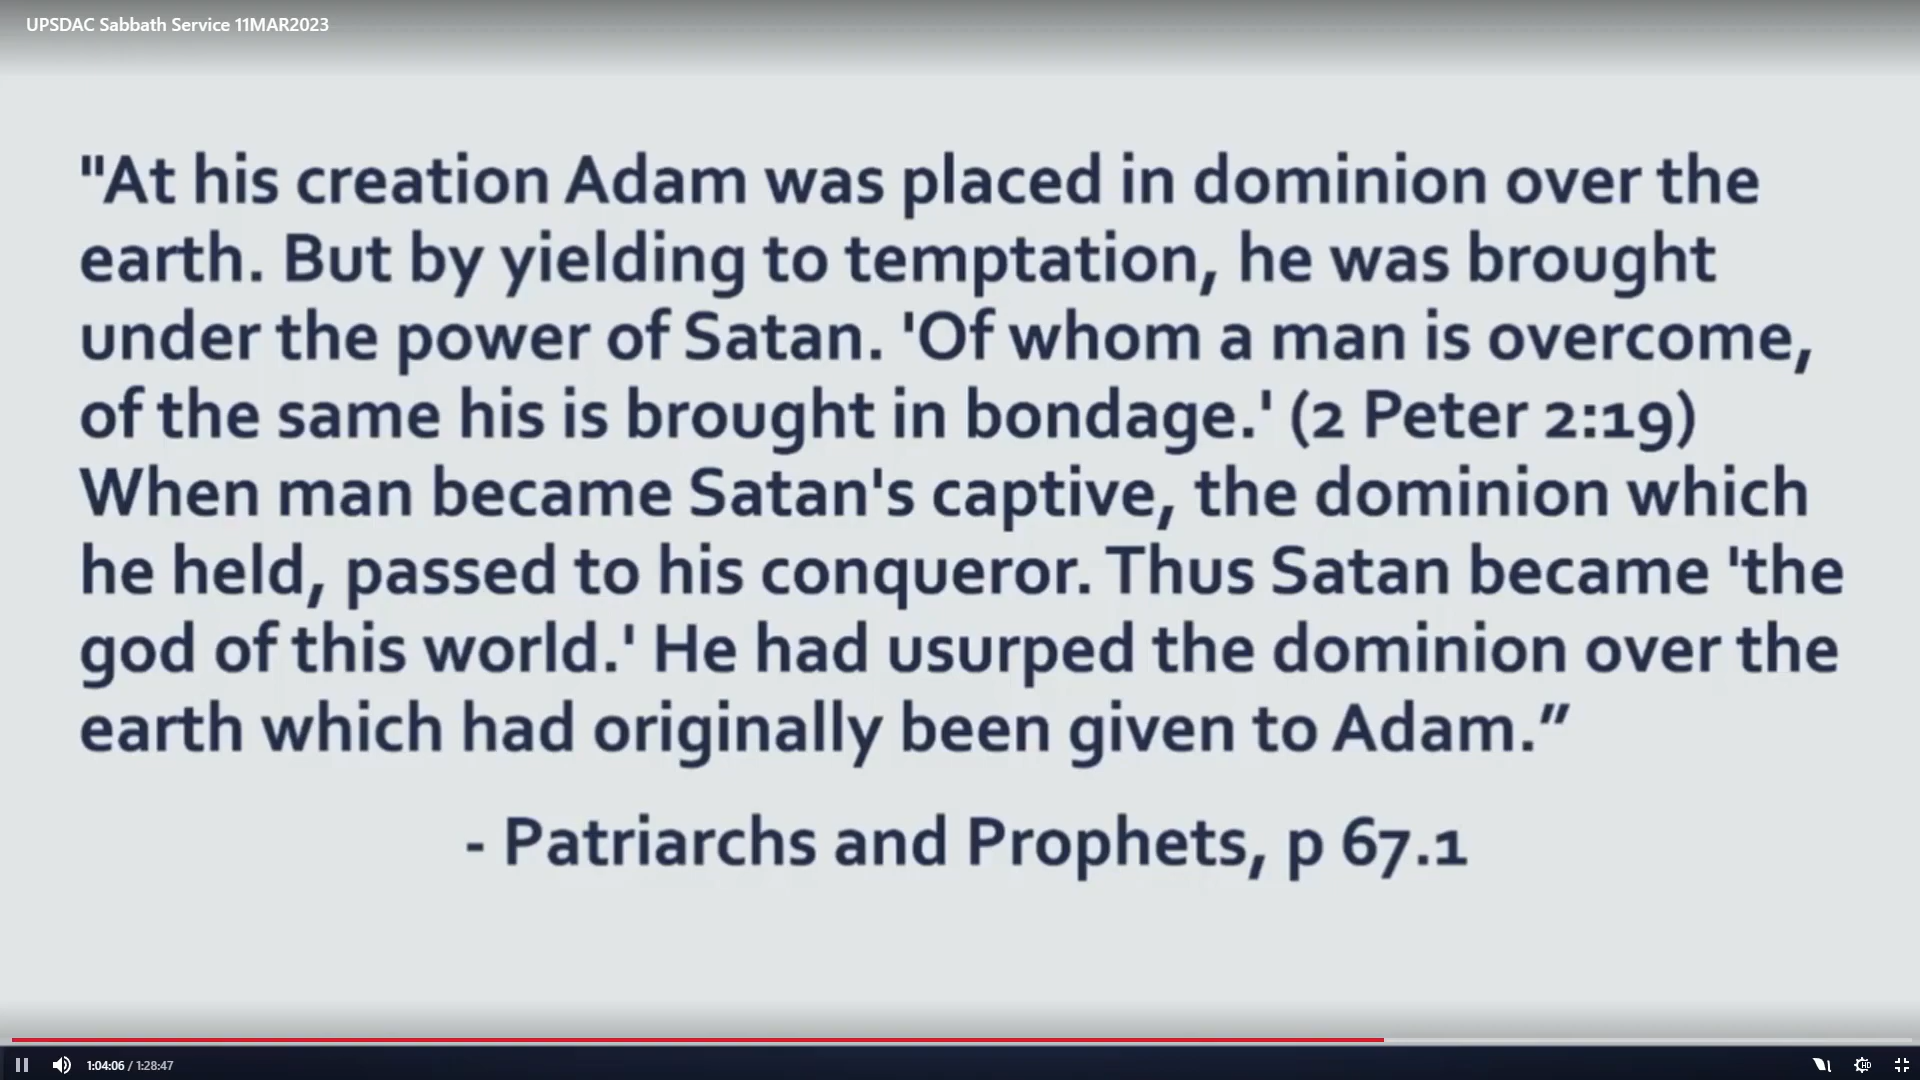 UPSDAC Sabbath Service 11MAR2023
"At his creation Adam was placed in dominion over the
earth. But by yielding to temptation, he was brought
under the power of Satan. 'Of whom a man is overcome,
of the same his is brought in bondage.' (2 Peter 2:19)
When man became Satan's captive, the dominion which
he held, passed to his conqueror. Thus Satan became 'the
god of this world.' He had usurped the dominion over the
earth which had originally been given to Adam.”
- Patriarchs and Prophets, p 67.1
1:04:06 / 1:28:47
HD